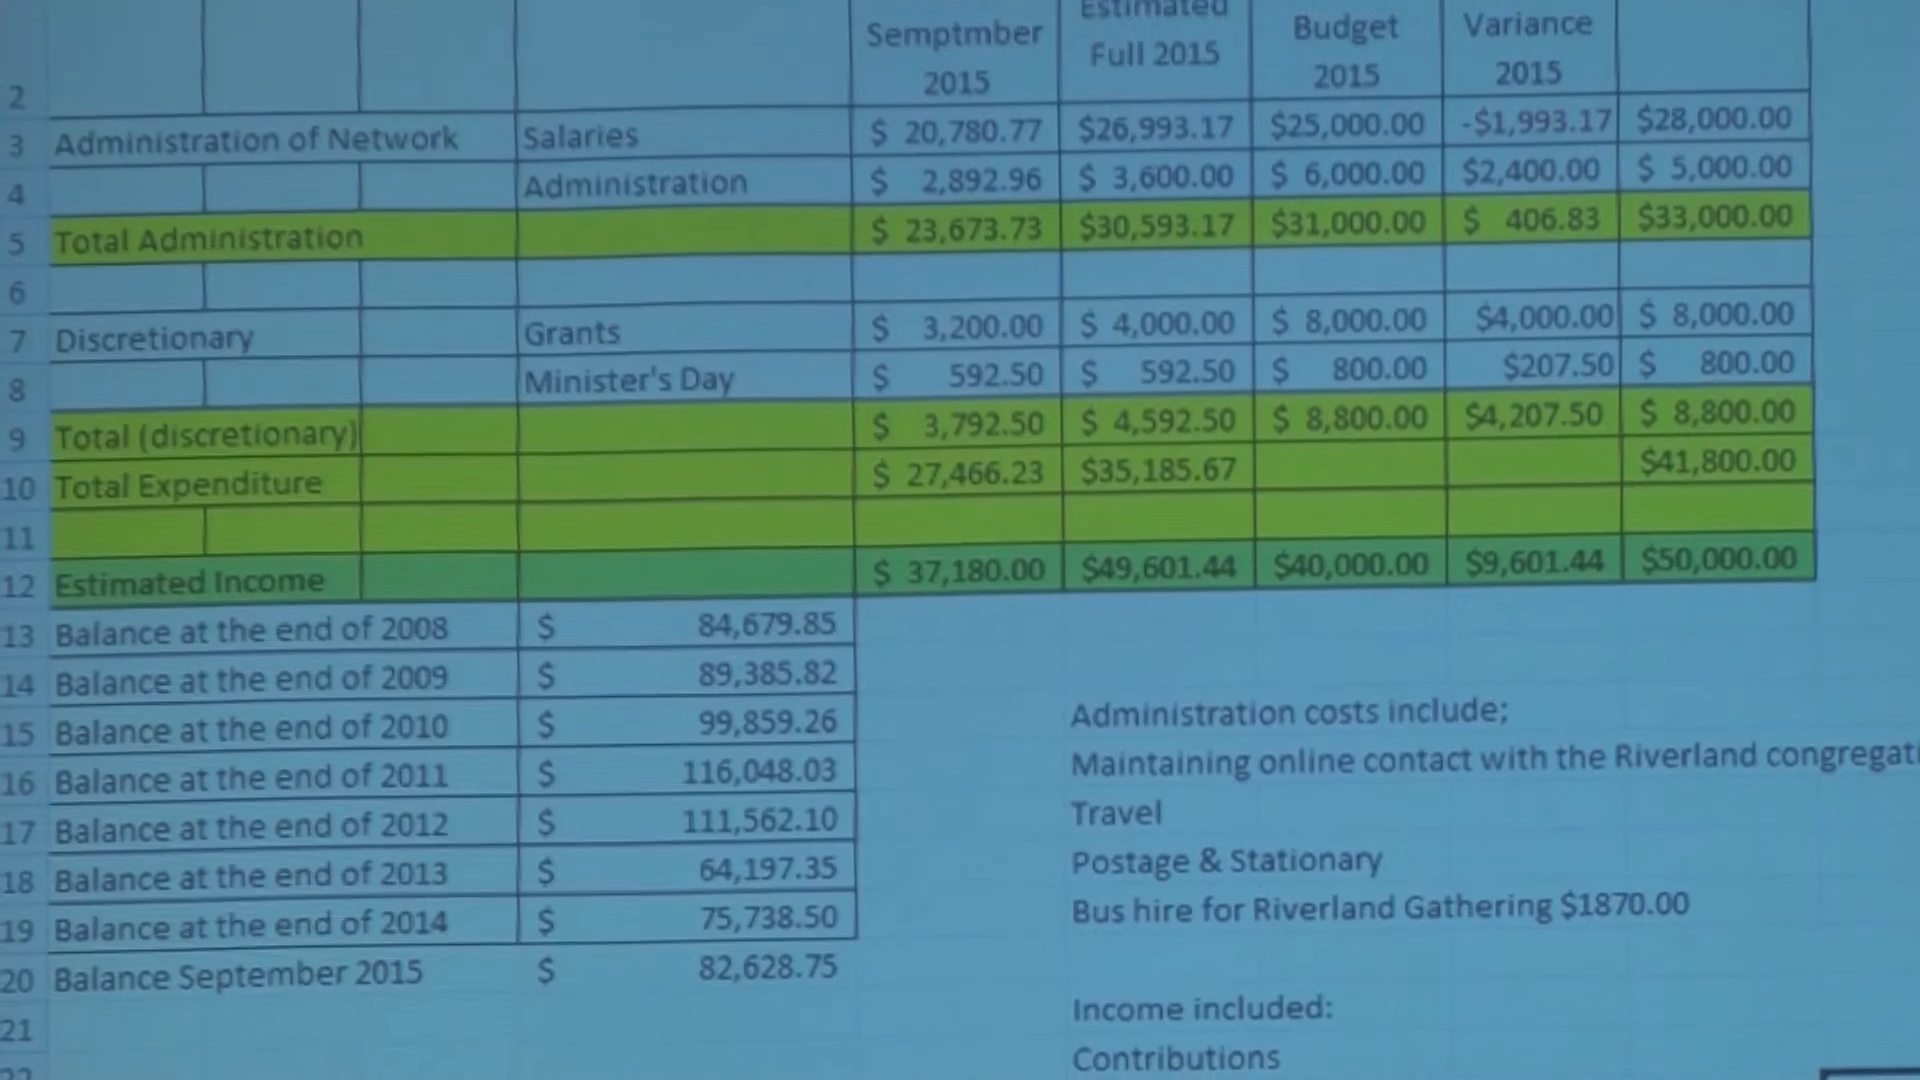 Semptmber 2015 Estimated Full 2015 Budget 2015 Variance 2015
2
3 Administration of Network Salaries $ 20,780.77 $26,993.17 $25,000.00 -$1,993.17 $28,000.00
4 Administration $ 2,892.96 $ 3,600.00 $ 6,000.00 $2,400.00 $ 5,000.00
5 Total Administration $ 23,673.73 $30,593.17 $31,000.00 $ 406.83 $33,000.00
6
7 Discretionary Grants $ 3,200.00 $ 4,000.00 $ 8,000.00 $4,000.00 $ 8,000.00
8 Minister's Day $ 592.50 $ 592.50 $ 800.00 $207.50 $ 800.00
9 Total (discretionary) $ 3,792.50 $ 4,592.50 $ 8,800.00 $4,207.50 $ 8,800.00
10 Total Expenditure $ 27,466.23 $35,185.67 $41,800.00
11
12 Estimated Income $ 37,180.00 $49,601.44 $40,000.00 $9,601.44 $50,000.00
13 Balance at the end of 2008 $ 84,679.85
14 Balance at the end of 2009 $ 89,385.82
15 Balance at the end of 2010 $ 99,859.26
16 Balance at the end of 2011 $ 116,048.03
17 Balance at the end of 2012 $ 111,562.10
18 Balance at the end of 2013 $ 64,197.35
19 Balance at the end of 2014 $ 75,738.50
20 Balance September 2015 $ 82,628.75
21
Administration costs include;
Maintaining online contact with the Riverland congregati
Travel
Postage & Stationary
Bus hire for Riverland Gathering $1870.00
Income included:
Contributions